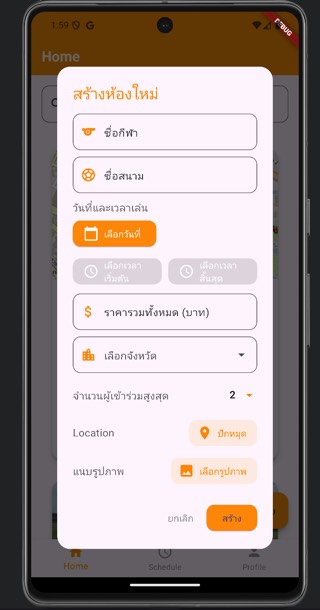 1:59
DEBUG
Home
สร้างห้องใหม่
ชื่อกีฬา
ชื่อสนาม
วันที่และเวลาเล่น
เลือกวันที่
เลือกเวลา
เริ่มต้น
เลือกเวลา
สิ้นสุด
ราคารวมทั้งหมด (บาท)
เลือกจังหวัด
จำนวนผู้เข้าร่วมสูงสุด
2
Location
ปักหมุด
แนบรูปภาพ
เลือกรูปภาพ
ยกเลิก
สร้าง
Home
Schedule
Profile